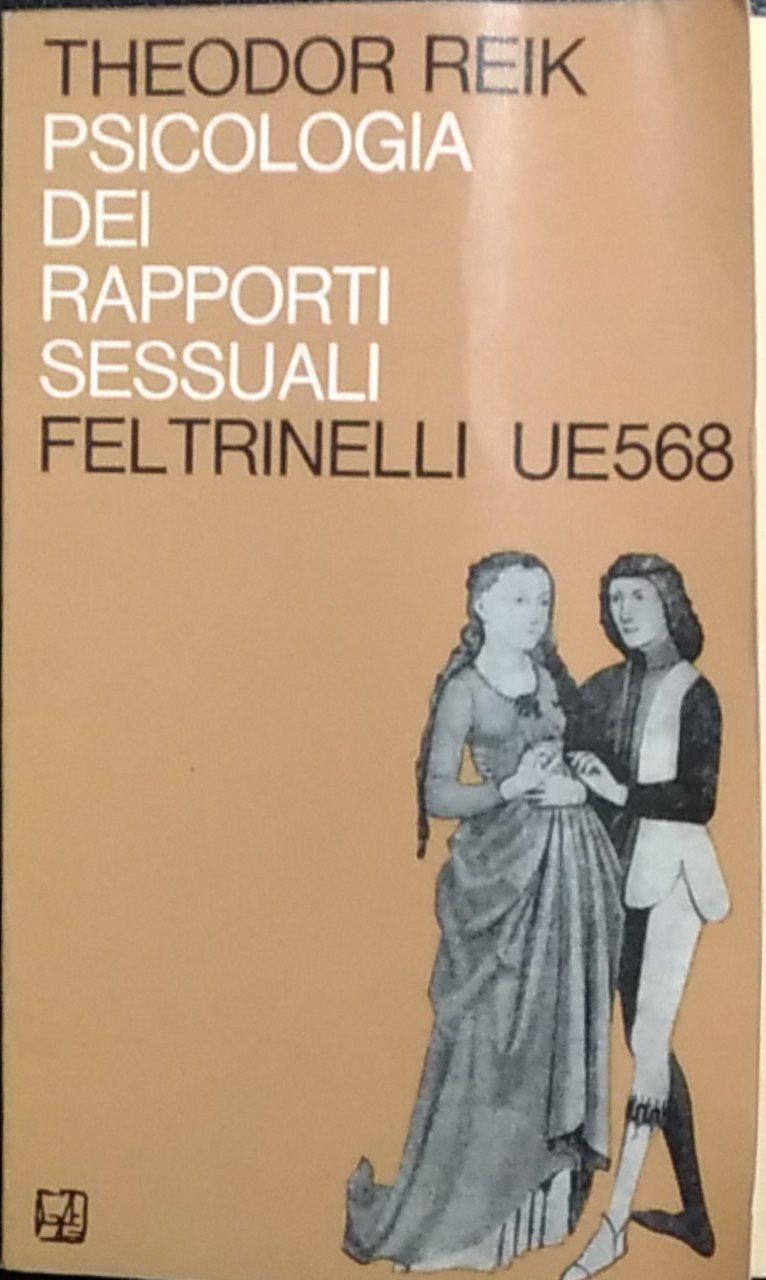 THEODOR REIK
PSICOLOGIA
DEI
RAPPORTI
SESSUALI
FELTRINELLI UE568